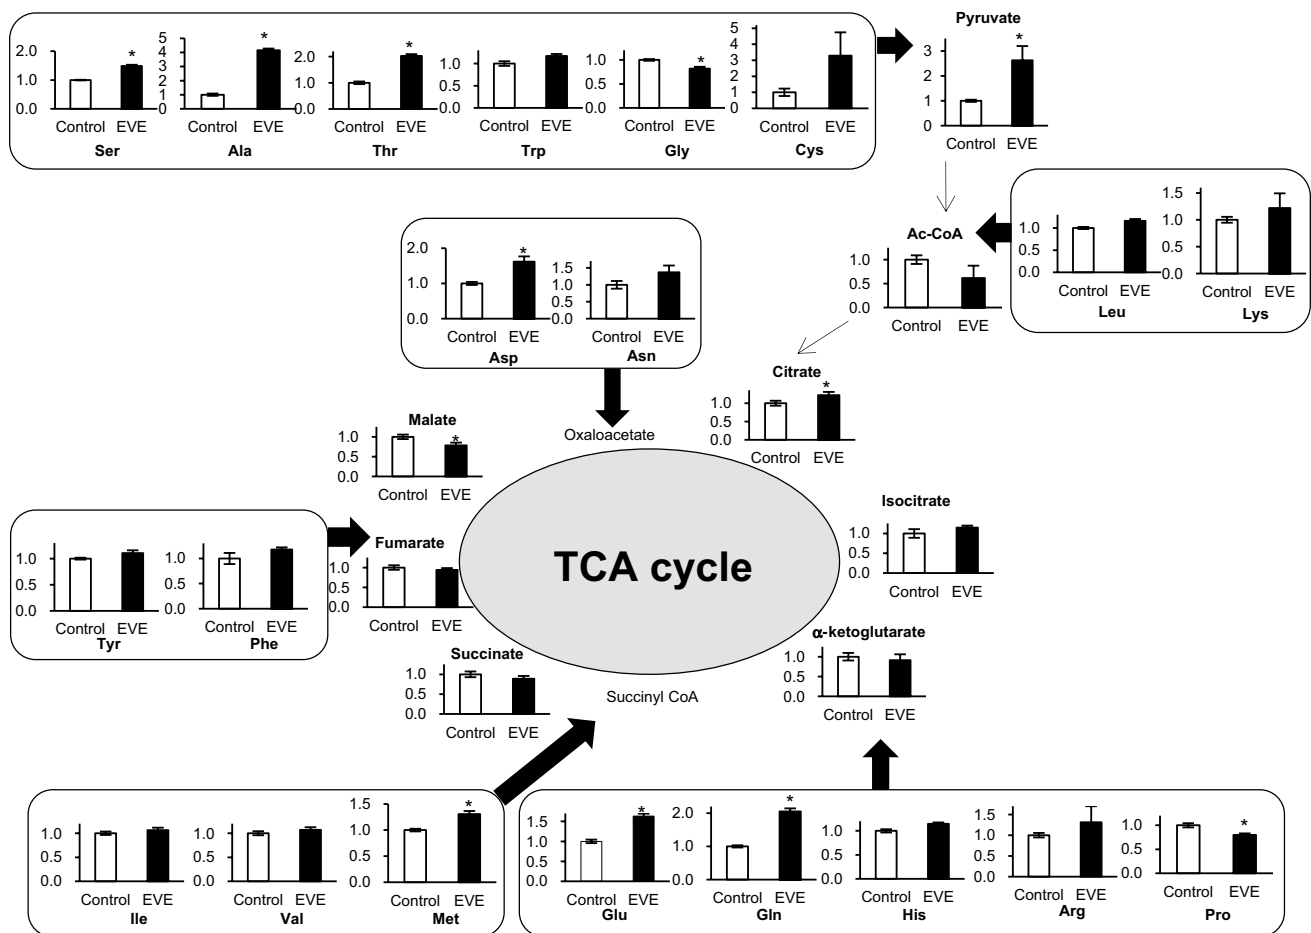 Pyruvate
*
3
2
1
0
Control EVE
2.0
1.0
0.0
*
Control EVE
Ser
5
4
3
2
1
0
*
Control EVE
Ala
2.0
1.0
0.0
*
Control EVE
Thr
1.0
0.5
0.0
Control EVE
Trp
1.0
0.5
0.0
*
Control EVE
Gly
5
4
3
2
1
0
Control EVE
Cys
Ac-CoA
1.0
0.5
0.0
Control EVE
1.0
0.5
0.0
Control EVE
Leu
1.5
1.0
0.5
0.0
Control EVE
Lys
2.0
1.0
0.0
*
Control EVE
Asp
1.5
1.0
0.5
0.0
Control EVE
Asn
Citrate
*
1.0
0.5
0.0
Control EVE
Malate
1.0
0.5
0.0
*
Control EVE
Oxaloacetate
Isocitrate
1.0
0.5
0.0
Control EVE
TCA cycle
1.0
0.0
Control EVE
Tyr
1.0
0.5
0.0
Control EVE
Phe
Fumarate
1.0
0.5
0.0
Control EVE
α-ketoglutarate
1.0
0.5
0.0
Control EVE
Succinate
1.0
0.5
0.0
Control EVE
Succinyl CoA
1.0
0.5
0.0
Control EVE
Ile
1.0
0.5
0.0
Control EVE
Val
1.5
1.0
0.5
0.0
*
Control EVE
Met
1.5
1.0
0.5
0.0
*
Control EVE
Glu
2.0
1.0
0.0
*
Control EVE
Gln
1.0
0.5
0.0
Control EVE
His
1.5
1.0
0.5
0.0
Control EVE
Arg
1.0
0.5
0.0
*
Control EVE
Pro